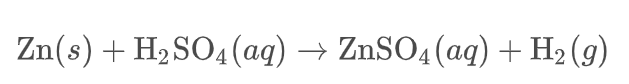 Zn(s) + H₂SO₄(aq) → ZnSO₄(aq) + H₂(g)